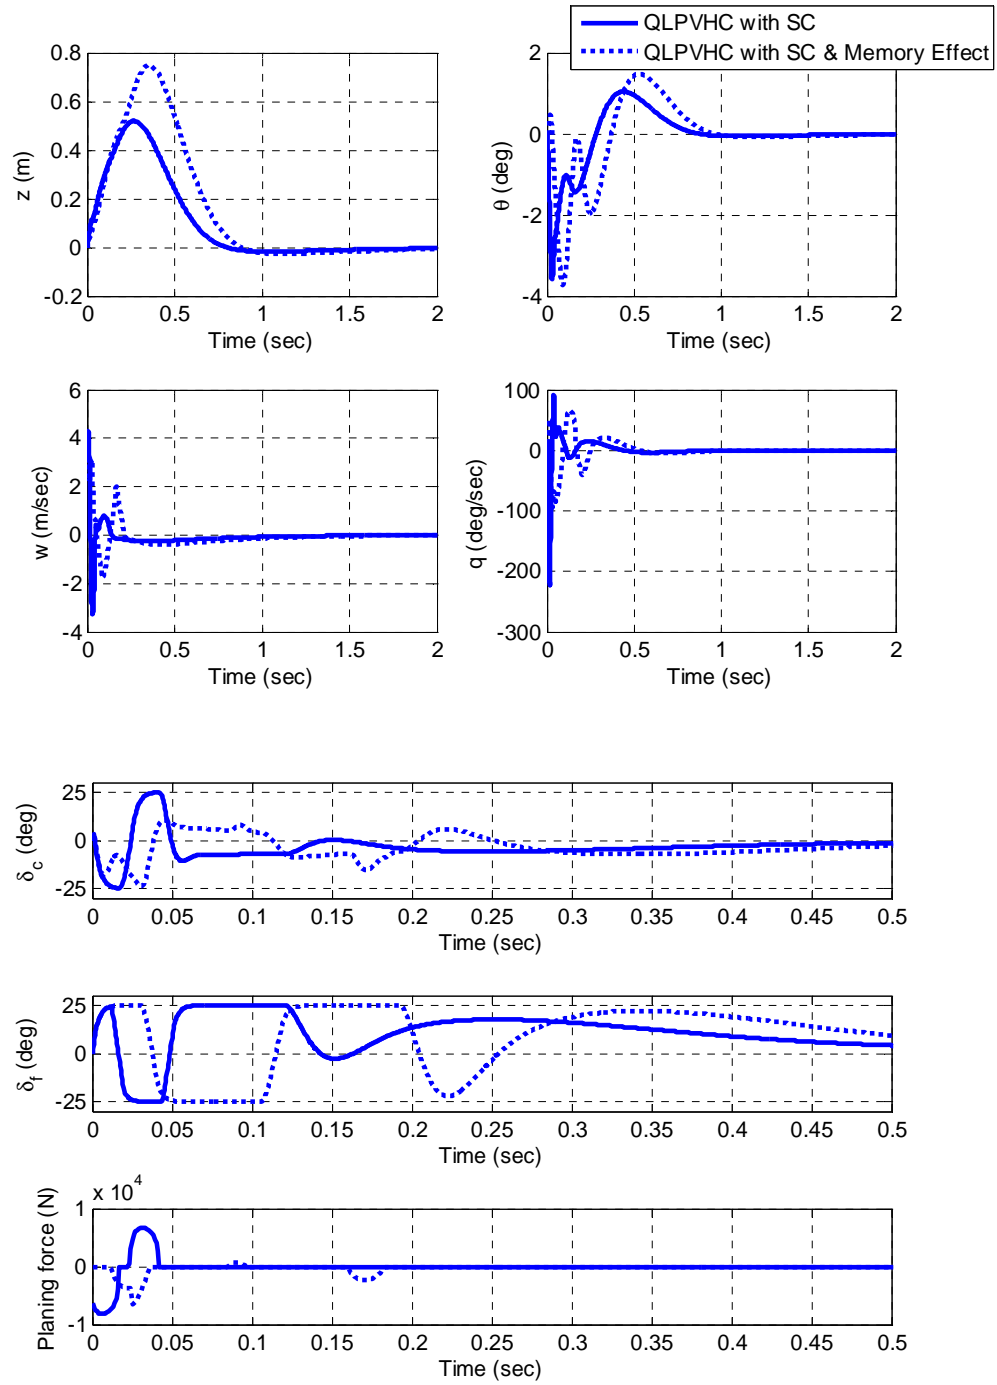 QLPVHC with SC
QLPVHC with SC & Memory Effect
0.8
0.6
0.4
0.2
0
-0.2
z (m)
0 0.5 1 1.5 2
Time (sec)
2
0
-2
-4
θ (deg)
0 0.5 1 1.5 2
Time (sec)
6
4
2
0
-2
-4
w (m/sec)
0 0.5 1 1.5 2
Time (sec)
100
0
-100
-200
-300
q (deg/sec)
0 0.5 1 1.5 2
Time (sec)
25
0
-25
δc (deg)
0 0.05 0.1 0.15 0.2 0.25 0.3 0.35 0.4 0.45 0.5
Time (sec)
25
0
-25
δf (deg)
0 0.05 0.1 0.15 0.2 0.25 0.3 0.35 0.4 0.45 0.5
Time (sec)
x 10^4
1
0
-1
Planing force (N)
0 0.05 0.1 0.15 0.2 0.25 0.3 0.35 0.4 0.45 0.5
Time (sec)